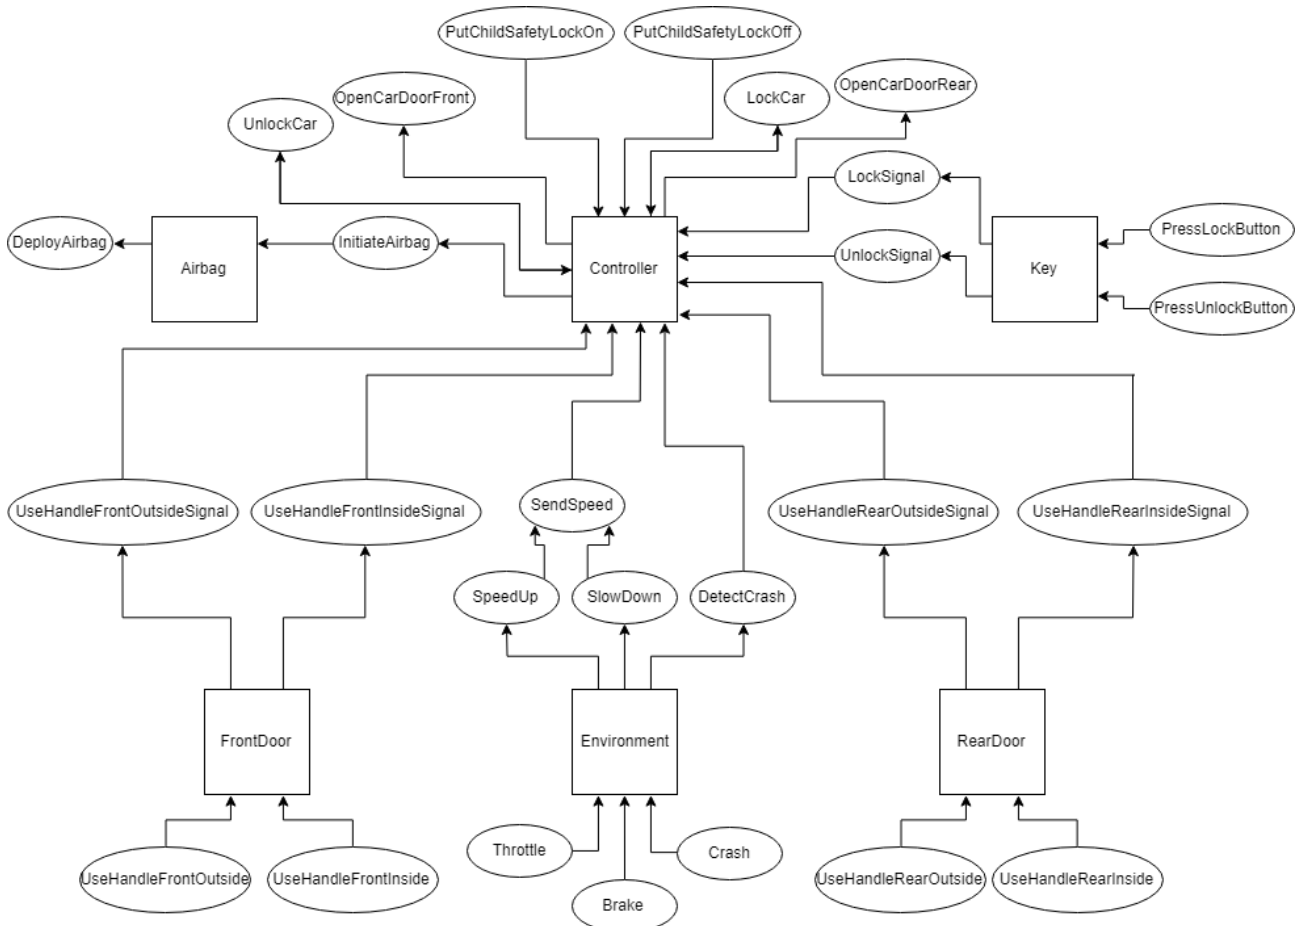 PutChildSafetyLockOn
PutChildSafetyLockOff
OpenCarDoorFront
LockCar
OpenCarDoorRear
UnlockCar
LockSignal
DeployAirbag
Airbag
InitiateAirbag
Controller
UnlockSignal
Key
PressLockButton
PressUnlockButton
UseHandleFrontOutsideSignal
UseHandleFrontInsideSignal
SendSpeed
UseHandleRearOutsideSignal
UseHandleRearInsideSignal
SpeedUp
SlowDown
DetectCrash
FrontDoor
Environment
RearDoor
Throttle
Crash
UseHandleFrontOutside
UseHandleFrontInside
Brake
UseHandleRearOutside
UseHandleRearInside